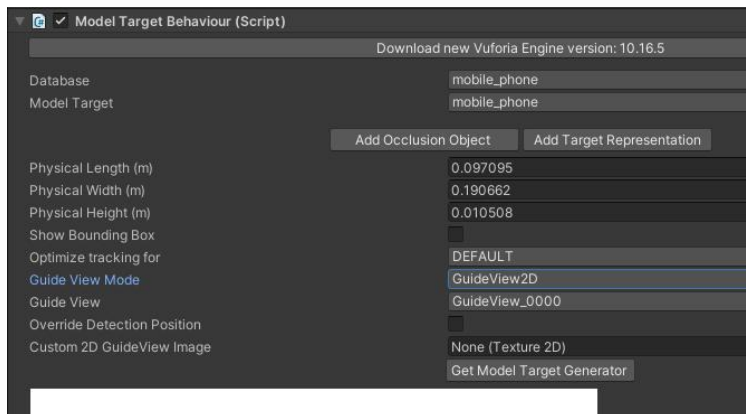 Model Target Behaviour (Script)
Download new Vuforia Engine version: 10.16.5
Database mobile_phone
Model Target mobile_phone
Add Occlusion Object Add Target Representation
Physical Length (m) 0.097095
Physical Width (m) 0.190662
Physical Height (m) 0.010508
Show Bounding Box
Optimize tracking for DEFAULT
Guide View Mode GuideView2D
Guide View GuideView_0000
Override Detection Position
Custom 2D GuideView Image None (Texture 2D)
Get Model Target Generator